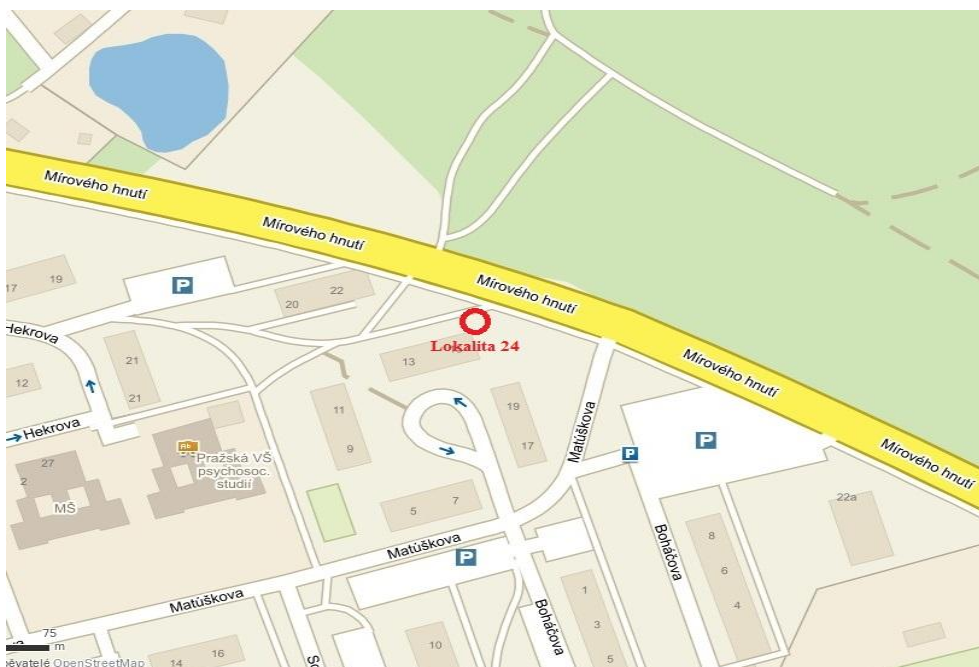 Mírového hnutí
Mírového hnutí
Mírového hnutí
Mírového hnutí
Mírového hnutí
P
17
19
20
22
Hekrova
Lokalita 24
13
21
21
12
Hekrova
11
9
19
17
Matúškova
P
P
27
2
MŠ
Pražská VŠ
psychosoc.
studií
5
7
22a
Matúškova
P
Boháčova
8
6
4
Matúškova
Boháčova
1
3
5
10
14
16
75
m
OpenStreetMap